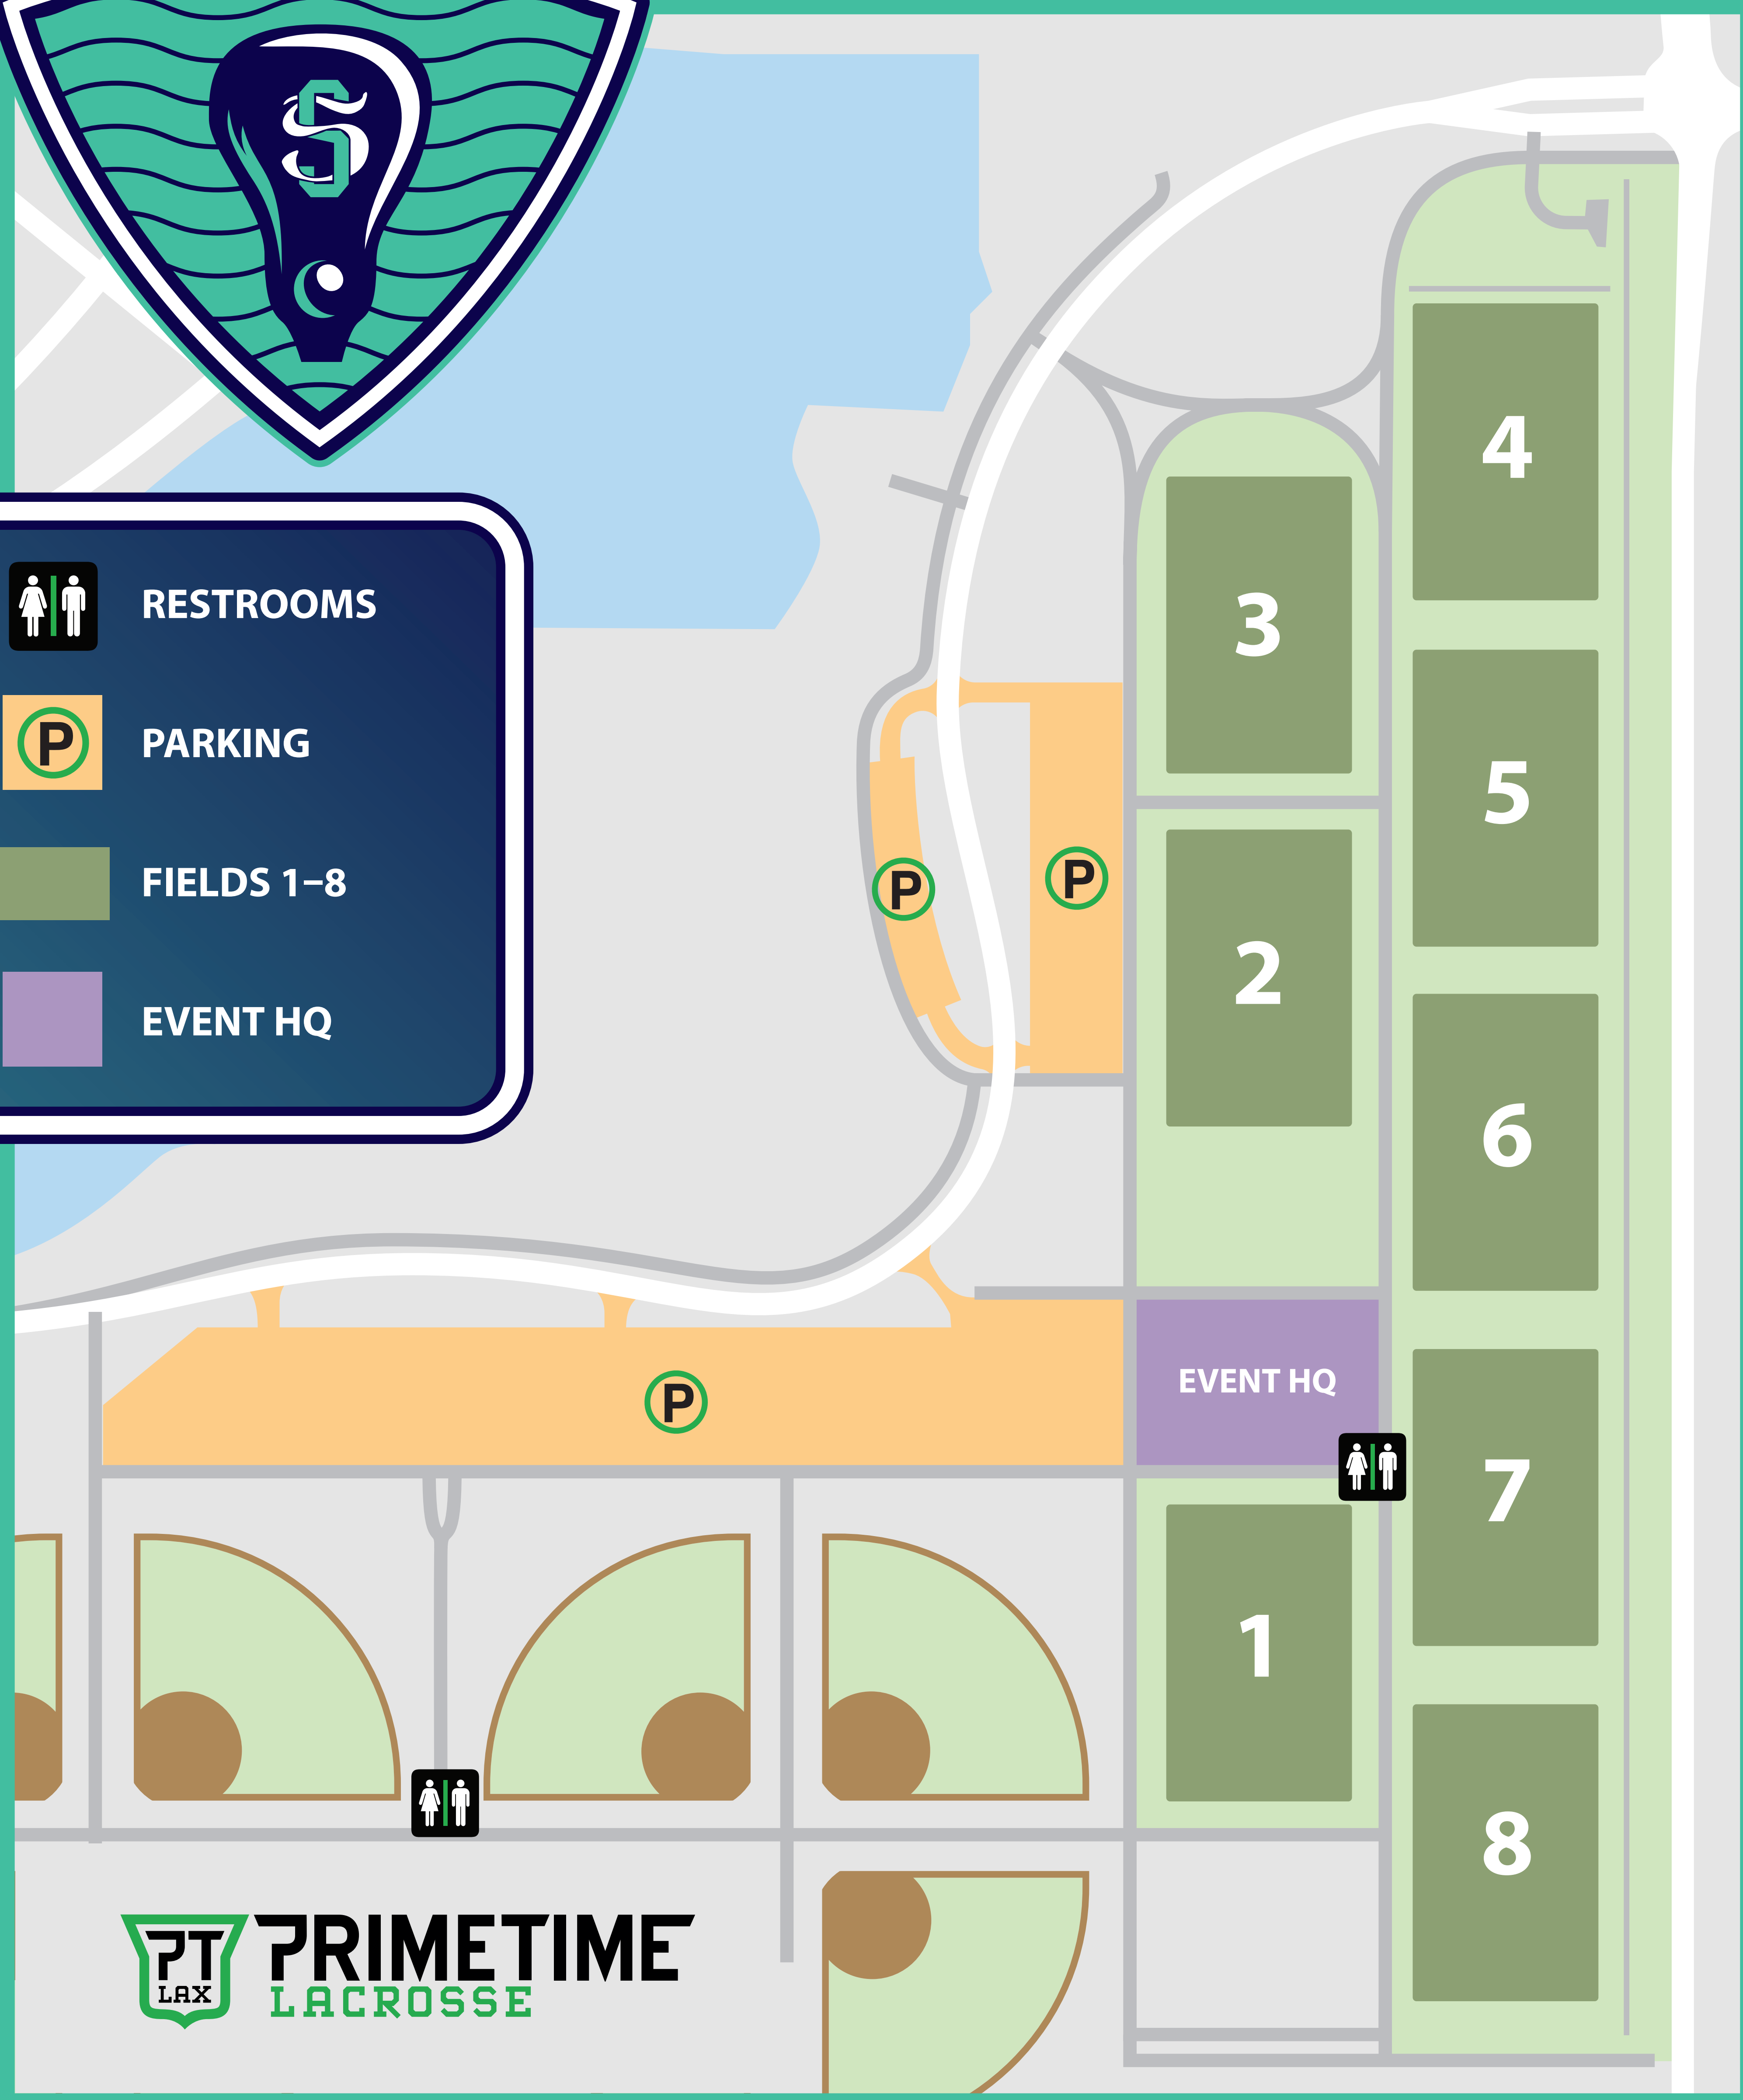 S
RESTROOMS
P
PARKING
FIELDS 1–8
EVENT HQ
4
3
5
P
P
2
6
EVENT HQ
P
7
1
8
PT
LAX
PRIMETIME
LACROSSE